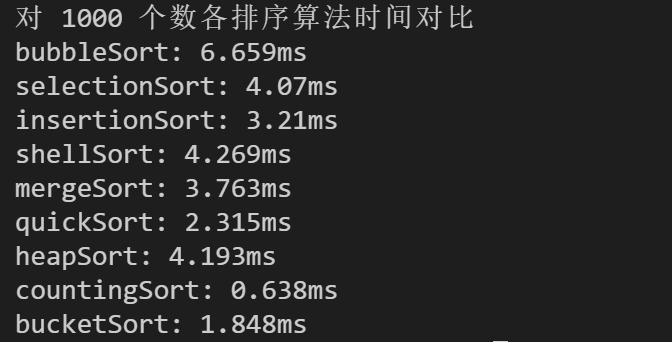 对 1000 个数各排序算法时间对比
bubbleSort: 6.659ms
selectionSort: 4.07ms
insertionSort: 3.21ms
shellSort: 4.269ms
mergeSort: 3.763ms
quickSort: 2.315ms
heapSort: 4.193ms
countingSort: 0.638ms
bucketSort: 1.848ms